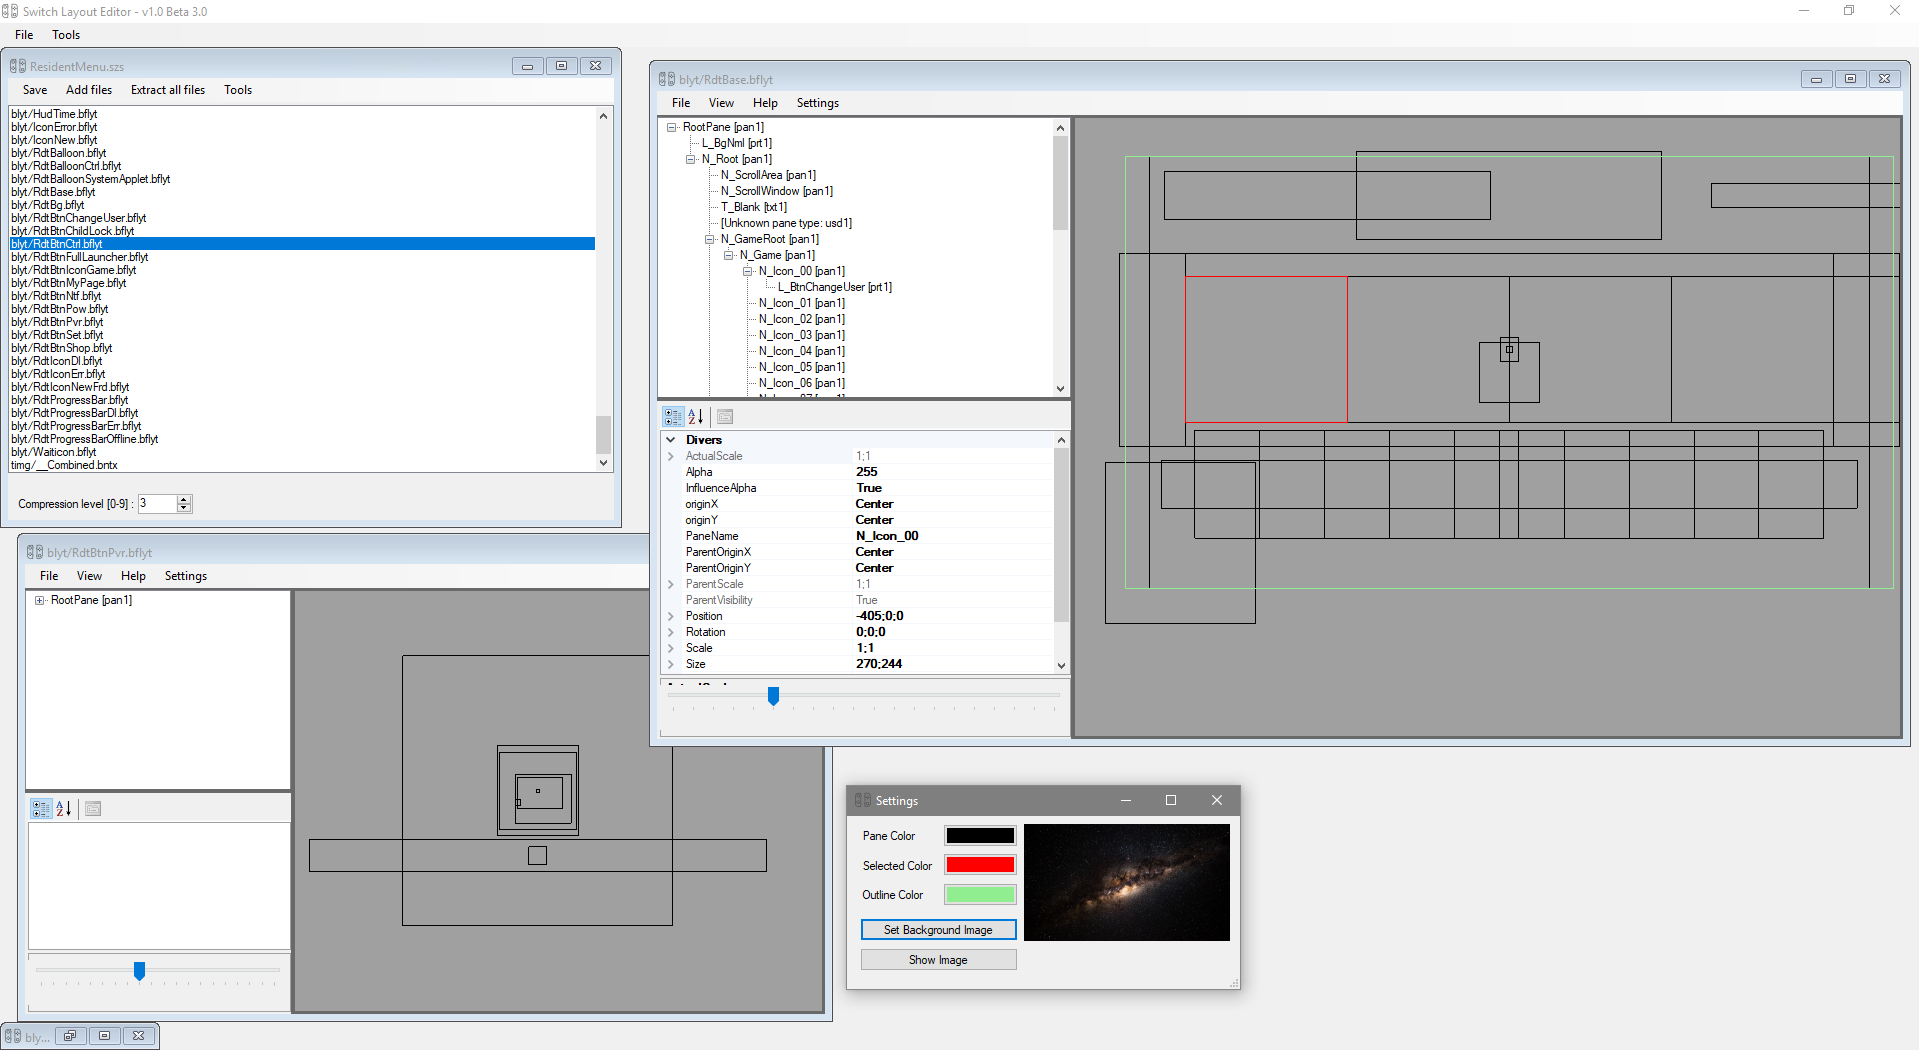 Switch Layout Editor - v1.0 Beta 3.0
File Tools
ResidentMenu.szs
Save Add files Extract all files Tools
blyt/HudTime.bflyt
blyt/IconError.bflyt
blyt/IconNew.bflyt
blyt/RdtBalloon.bflyt
blyt/RdtBalloonCtrl.bflyt
blyt/RdtBalloonSystemApplet.bflyt
blyt/RdtBase.bflyt
blyt/RdtBg.bflyt
blyt/RdtBtnChangeUser.bflyt
blyt/RdtBtnChildLock.bflyt
blyt/RdtBtnCtrl.bflyt
blyt/RdtBtnFullLauncher.bflyt
blyt/RdtBtnIconGame.bflyt
blyt/RdtBtnMyPage.bflyt
blyt/RdtBtnNtf.bflyt
blyt/RdtBtnPow.bflyt
blyt/RdtBtnPvr.bflyt
blyt/RdtBtnSet.bflyt
blyt/RdtBtnShop.bflyt
blyt/RdtIconDl.bflyt
blyt/RdtIconErr.bflyt
blyt/RdtIconNewFrd.bflyt
blyt/RdtProgressBar.bflyt
blyt/RdtProgressBarDl.bflyt
blyt/RdtProgressBarErr.bflyt
blyt/RdtProgressBarOffline.bflyt
blyt/WaitIcon.bflyt
timg/__Combined.bntx
Compression level [0-9] : 3
blyt/RdtBase.bflyt
File View Help Settings
RootPane [pan1]
L_BgNml [prt1]
N_Root [pan1]
N_ScrollArea [pan1]
N_ScrollWindow [pan1]
T_Blank [txt1]
[Unknown pane type: usd1]
N_GameRoot [pan1]
N_Game [pan1]
N_Icon_00 [pan1]
L_BtnChangeUser [prt1]
N_Icon_01 [pan1]
N_Icon_02 [pan1]
N_Icon_03 [pan1]
N_Icon_04 [pan1]
N_Icon_05 [pan1]
N_Icon_06 [pan1]
Divers
ActualScale 1;1
Alpha 255
InfluenceAlpha True
originX Center
originY Center
PaneName N_Icon_00
ParentOriginX Center
ParentOriginY Center
ParentScale 1;1
ParentVisibility True
Position -405;0;0
Rotation 0;0;0
Scale 1;1
Size 270;244
blyt/RdtBtnPvr.bflyt
File View Help Settings
RootPane [pan1]
Settings
Pane Color
Selected Color
Outline Color
Set Background Image
Show Image
bly...